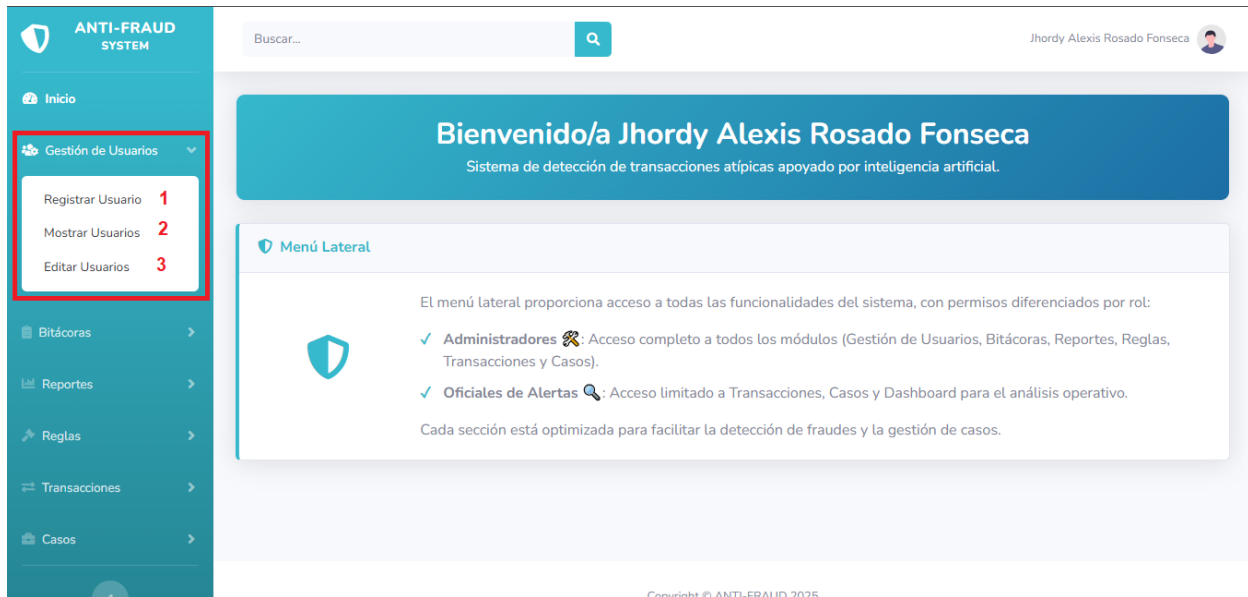 ANTI-FRAUD
SYSTEM
Buscar...
Jhordy Alexis Rosado Fonseca
Inicio
Gestión de Usuarios
Registrar Usuario 1
Mostrar Usuarios 2
Editar Usuarios 3
Bitácoras
Reportes
Reglas
Transacciones
Casos
Bienvenido/a Jhordy Alexis Rosado Fonseca
Sistema de detección de transacciones atípicas apoyado por inteligencia artificial.
Menú Lateral
El menú lateral proporciona acceso a todas las funcionalidades del sistema, con permisos diferenciados por rol:
✓ Administradores 🛠: Acceso completo a todos los módulos (Gestión de Usuarios, Bitácoras, Reportes, Reglas,
Transacciones y Casos).
✓ Oficiales de Alertas 🔍: Acceso limitado a Transacciones, Casos y Dashboard para el análisis operativo.
Cada sección está optimizada para facilitar la detección de fraudes y la gestión de casos.
Copyright © ANTI-FRAUD 2025